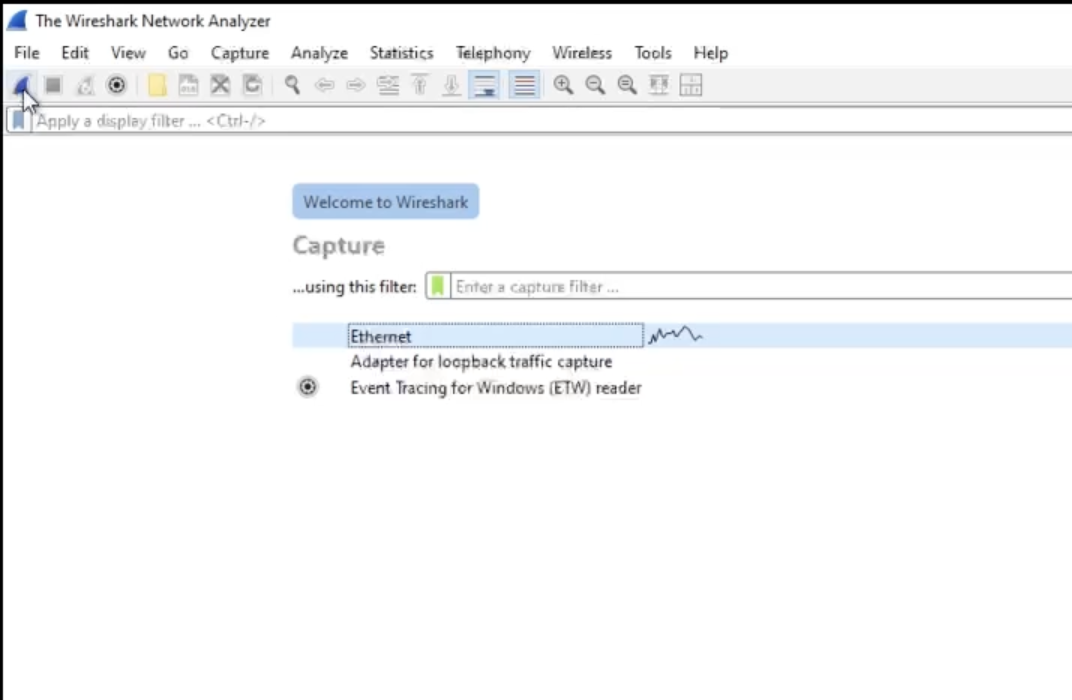 The Wireshark Network Analyzer
File Edit View Go Capture Analyze Statistics Telephony Wireless Tools Help
Apply a display filter ... <Ctrl-/>
Welcome to Wireshark
Capture
...using this filter: Enter a capture filter ...
Ethernet
Adapter for loopback traffic capture
Event Tracing for Windows (ETW) reader